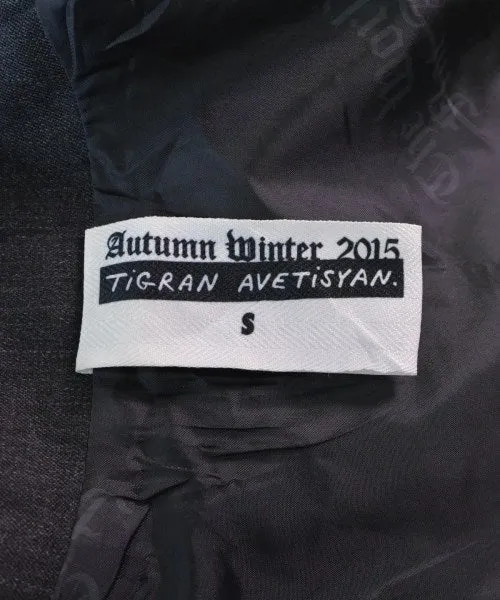 Autumn Winter 2015
TiGRAN AVETiSYAN.
S